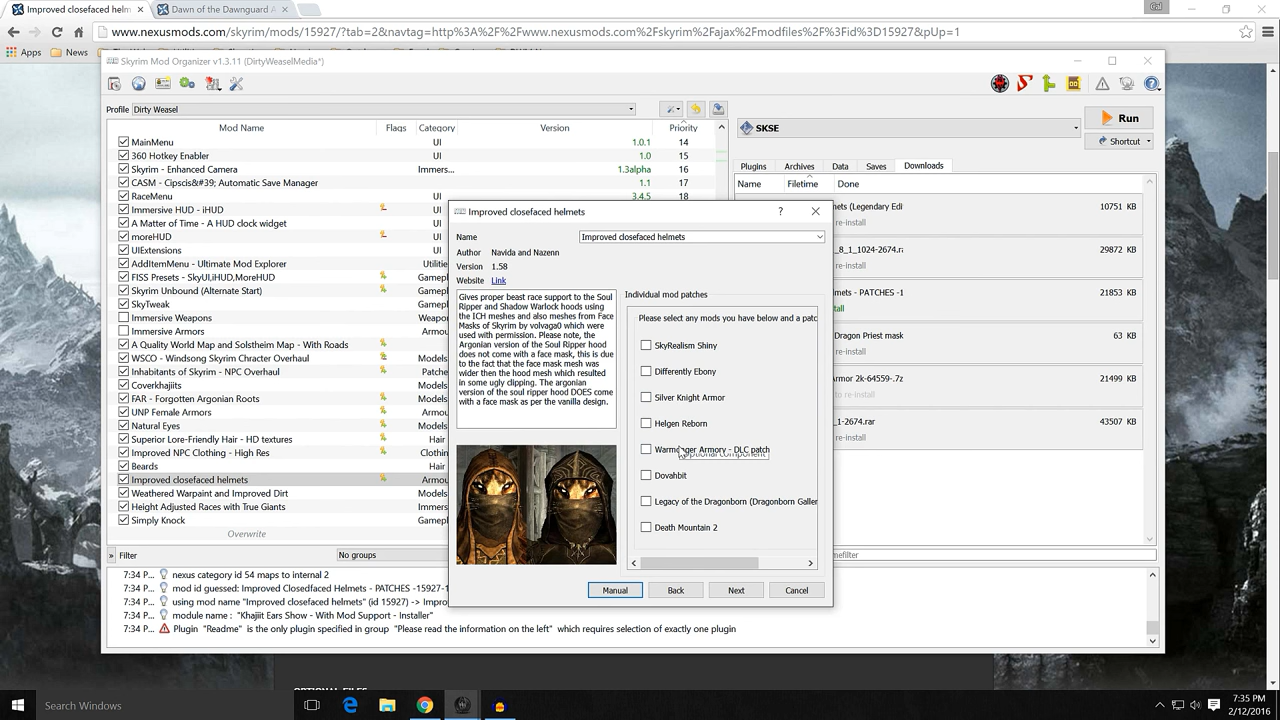 Improved closefaced helm
Dawn of the Dawnguard A
www.nexusmods.com/skyrim/mods/15927/?tab=2&navtag=http%3A%2F%2Fwww.nexusmods.com%2Fskyrim%2Fajax%2Fmodfiles%2F%3Fid%3D15927&pUp=1
Apps
News
Skyrim Mod Organizer v1.3.11 (DirtyWeaselMedia*)
Profile Dirty Weasel
Mod Name Flags Category Version Priority
MainMenu UI 1.0.1 14
360 Hotkey Enabler UI 1.0 15
Skyrim - Enhanced Camera Immers... 1.3alpha 16
CASM - Cipscis&#39; Automatic Save Manager 1.1 17
RaceMenu UI 3.4.5 18
Immersive HUD - iHUD UI
A Matter of Time - A HUD clock widget UI
moreHUD UI
UIExtensions UI
AddItemMenu - Ultimate Mod Explorer Utilitie
FISS Presets - SkyUI,iHUD,MoreHUD Gamepl
Skyrim Unbound (Alternate Start) Gamepl
SkyTweak Gamepl
Immersive Weapons
Immersive Armors Armou
A Quality World Map and Solstheim Map - With Roads
WSCO - Windsong Skyrim Chracter Overhaul Models
Inhabitants of Skyrim - NPC Overhaul Patche
Coverkhajiits Models
FAR - Forgotten Argonian Roots Models
UNP Female Armors Armou
Natural Eyes Models
Superior Lore-Friendly Hair - HD textures Hair
Improved NPC Clothing - High Res Clothin
Beards Hair
Improved closefaced helmets Armou
Weathered Warpaint and Improved Dirt Models
Height Adjusted Races with True Giants Immers
Simply Knock Gamepl
Overwrite
Filter
No groups
namefilter
SKSE
Run
Shortcut
Plugins Archives Data Saves Downloads
Name Filetime Done
mets (Legendary Edi 10751 KB
re-install
_8_1_1024-2674.ra 29872 KB
re-install
mets - PATCHES -1 21853 KB
Dragon Priest mask 63 KB
re-install
rmor 2k-64559-.7z 21499 KB
to re-install
_1-2674.rar 43507 KB
re-install
Improved closefaced helmets
Name Improved closefaced helmets
Author Navida and Nazenn
Version 1.58
Website Link
Gives proper beast race support to the Soul
Ripper and Shadow Warlock hoods using
the ICH meshes and also meshes from Face
Masks of Skyrim by volvaga0 which were
used with permission. Please note, the
Argonian version of the Soul Ripper hood
does not come with a face mask, this is due
to the fact that the face mask mesh was
wider then the hood mesh which resulted
in some ugly clipping. The argonian
version of the soul ripper hood DOES come
with a face mask as per the vanilla design.
Individual mod patches
Please select any mods you have below and a patc
SkyRealism Shiny
Differently Ebony
Silver Knight Armor
Helgen Reborn
Warmonger Armory - DLC patch
Dovahbit
Legacy of the Dragonborn (Dragonborn Galler
Death Mountain 2
Manual
Back
Next
Cancel
7:34 P... nexus category id 54 maps to internal 2
7:34 P... mod id guessed: Improved Closedfaced Helmets - PATCHES -15927-1
7:34 P... using mod name "Improved closefaced helmets" (id 15927) -> Impro
7:34 P... module name : "Khajiit Ears Show - With Mod Support - Installer"
7:34 P... Plugin "Readme" is the only plugin specified in group "Please read the information on the left" which requires selection of exactly one plugin
Search Windows
7:35 PM
2/12/2016